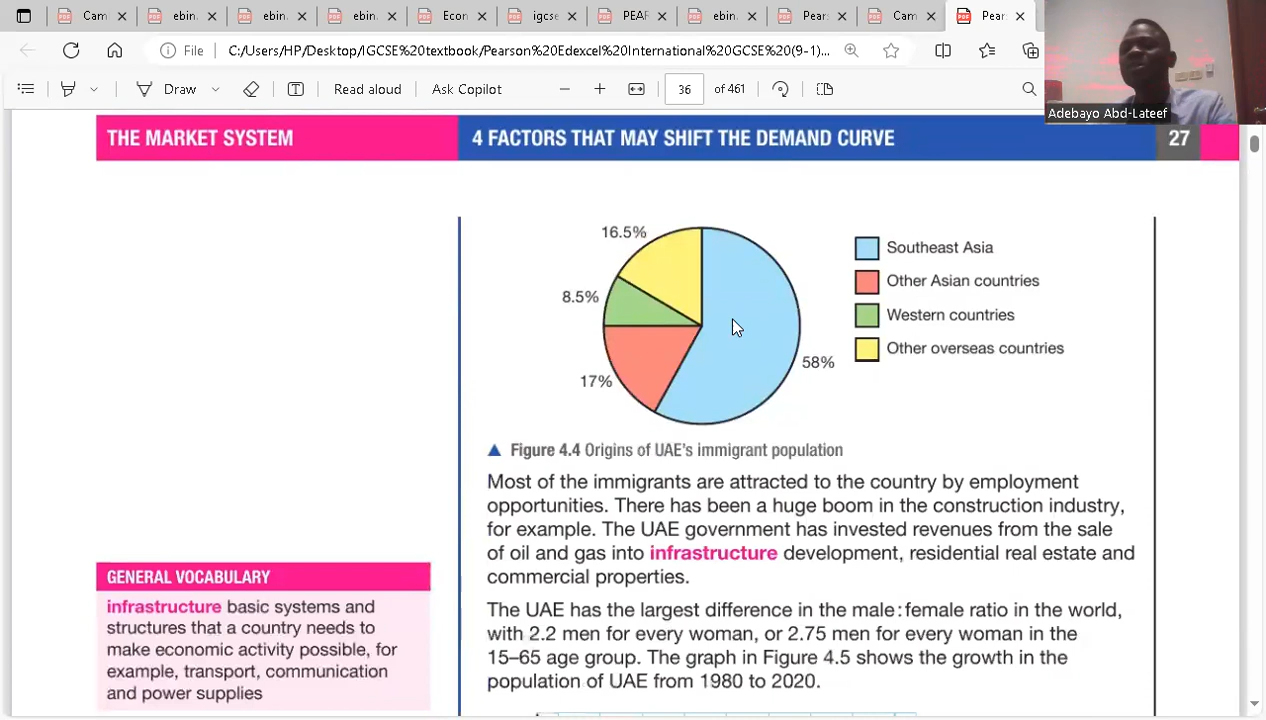 Cam
ebin.
ebin.
ebin.
Econ
igcse
PEAR
ebin.
Pears
Cam
Pear
File
C:/Users/HP/Desktop/IGCSE%20textbook/Pearson%20Edexcel%20International%20GCSE%20(9-1)...
Draw
Read aloud
Ask Copilot
36
of 461
Adebayo Abd-Lateef
THE MARKET SYSTEM
4 FACTORS THAT MAY SHIFT THE DEMAND CURVE
27
16.5%
8.5%
17%
58%
Southeast Asia
Other Asian countries
Western countries
Other overseas countries
Figure 4.4 Origins of UAE's immigrant population
Most of the immigrants are attracted to the country by employment
opportunities. There has been a huge boom in the construction industry,
for example. The UAE government has invested revenues from the sale
of oil and gas into infrastructure development, residential real estate and
commercial properties.
The UAE has the largest difference in the male : female ratio in the world,
with 2.2 men for every woman, or 2.75 men for every woman in the
15–65 age group. The graph in Figure 4.5 shows the growth in the
population of UAE from 1980 to 2020.
GENERAL VOCABULARY
infrastructure basic systems and
structures that a country needs to
make economic activity possible, for
example, transport, communication
and power supplies